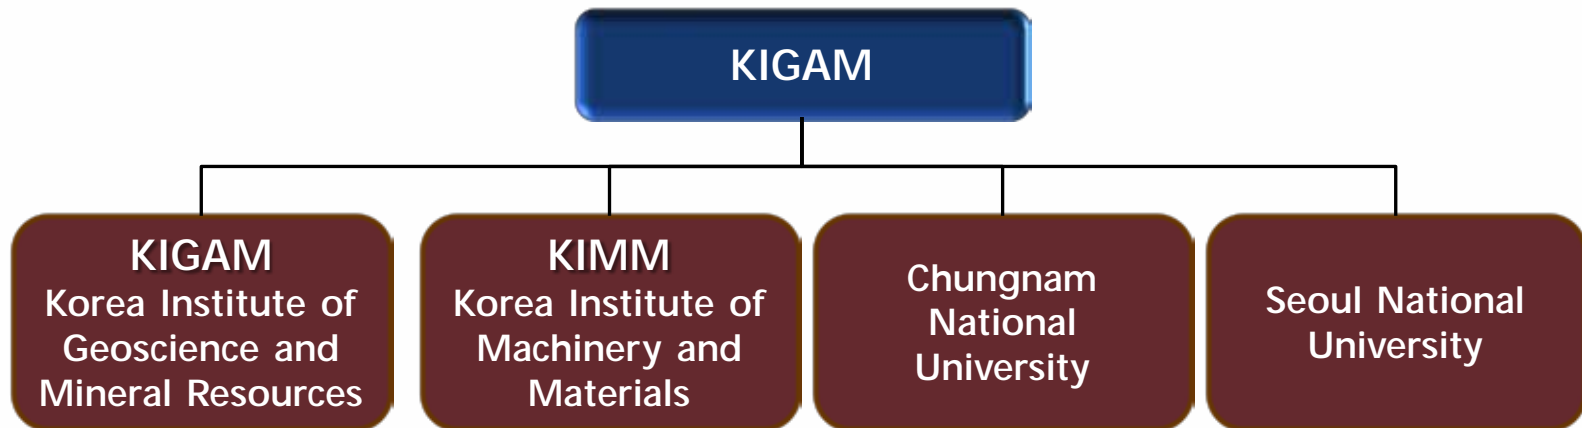 KIGAM
KIGAM
Korea Institute of
Geoscience and
Mineral Resources
KIMM
Korea Institute of
Machinery and
Materials
Chungnam
National
University
Seoul National
University